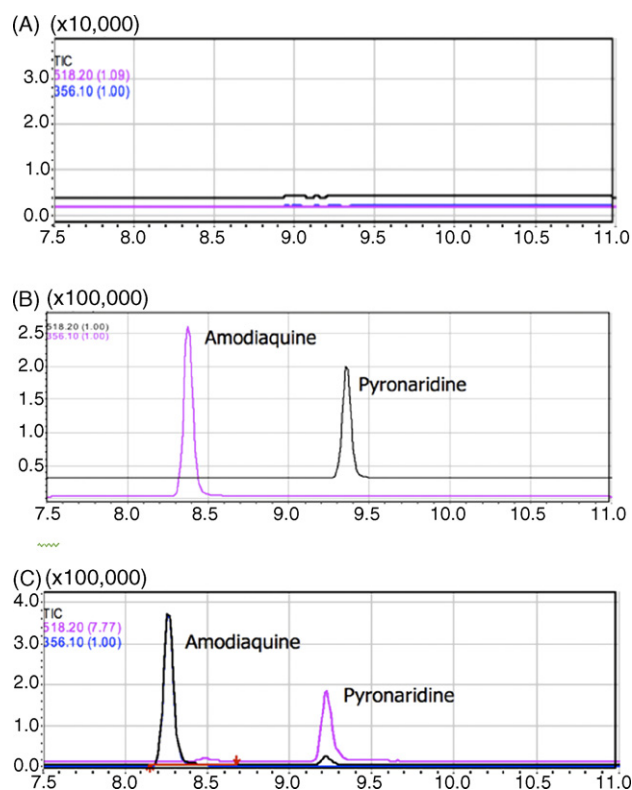 (A) (x10,000)
TIC
518.20 (1.09)
356.10 (1.00)
3.0
2.0
1.0
0.0
7.5 8.0 8.5 9.0 9.5 10.0 10.5 11.0
(B) (x100,000)
518.20 (1.00)
356.10 (1.00)
2.5
2.0
1.5
1.0
0.5
Amodiaquine
Pyronaridine
7.5 8.0 8.5 9.0 9.5 10.0 10.5 11.0
(C) (x100,000)
4.0
TIC
518.20 (7.77)
356.10 (1.00)
3.0
2.0
1.0
0.0
Amodiaquine
Pyronaridine
7.5 8.0 8.5 9.0 9.5 10.0 10.5 11.0